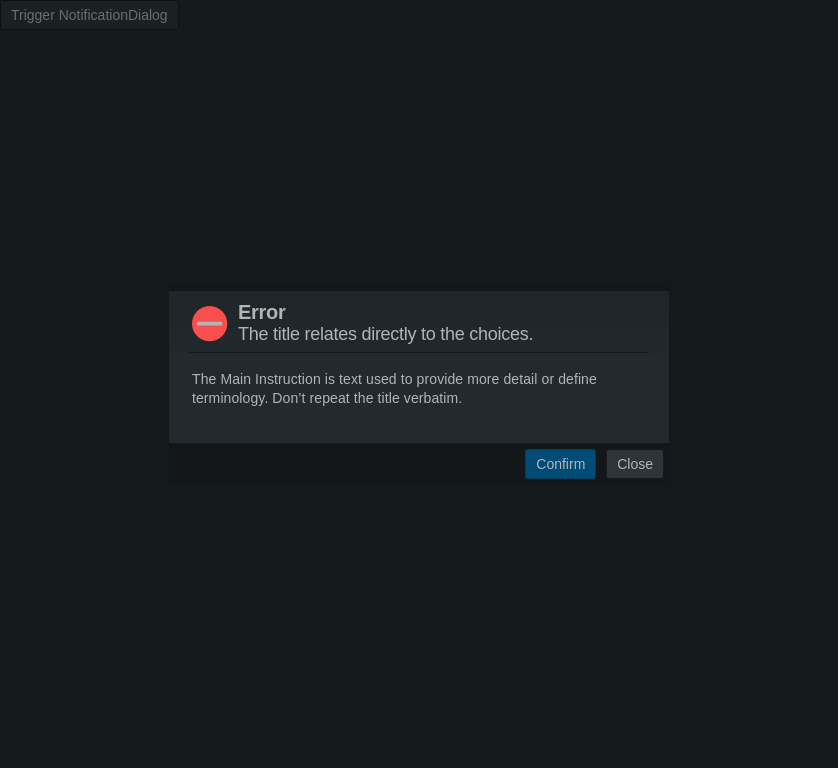 Trigger NotificationDialog
Error
The title relates directly to the choices.
The Main Instruction is text used to provide more detail or define
terminology. Don’t repeat the title verbatim.
Confirm Close